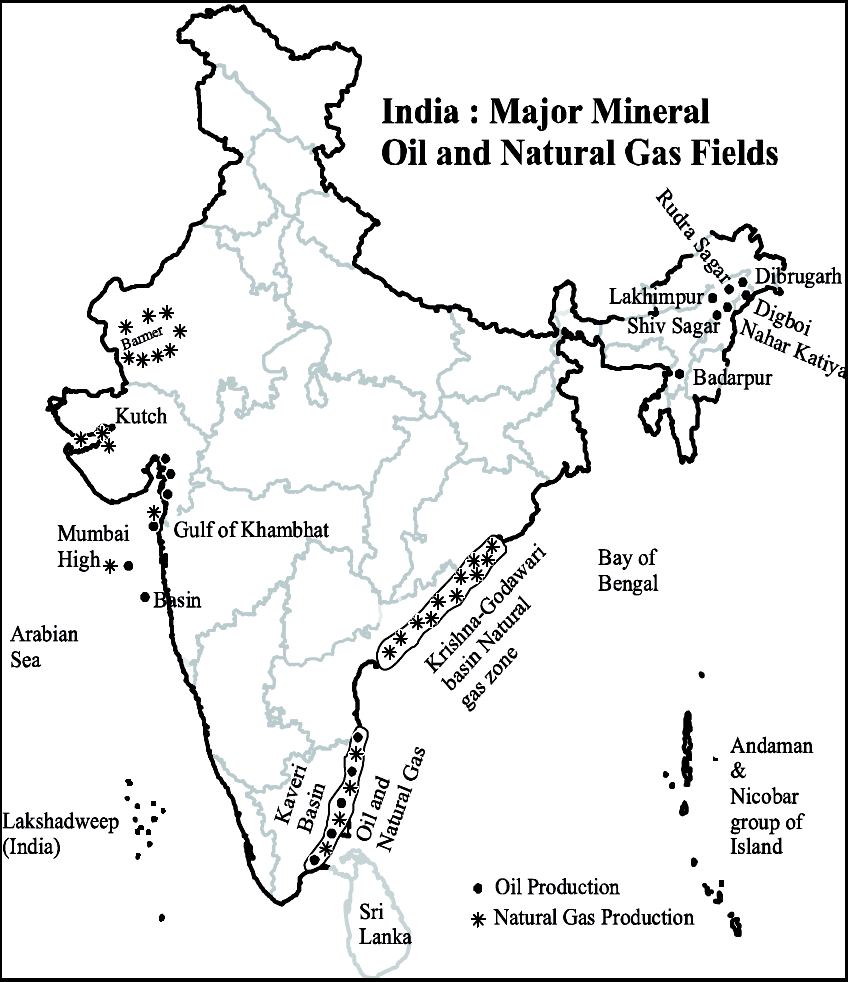 India : Major Mineral
Oil and Natural Gas Fields
Rudra Sagar
Dibrugarh
Lakhimpur
Digboi
Shiv Sagar
Nahar Katiya
Badarpur
Barmer
Kutch
Gulf of Khambhat
Mumbai
High
Basin
Arabian
Sea
Bay of
Bengal
Krishna-Godawari
basin Natural
gas zone
Kaveri
Basin
Oil and
Natural Gas
Andaman
&
Nicobar
group of
Island
Lakshadweep
(India)
Sri
Lanka
Oil Production
Natural Gas Production